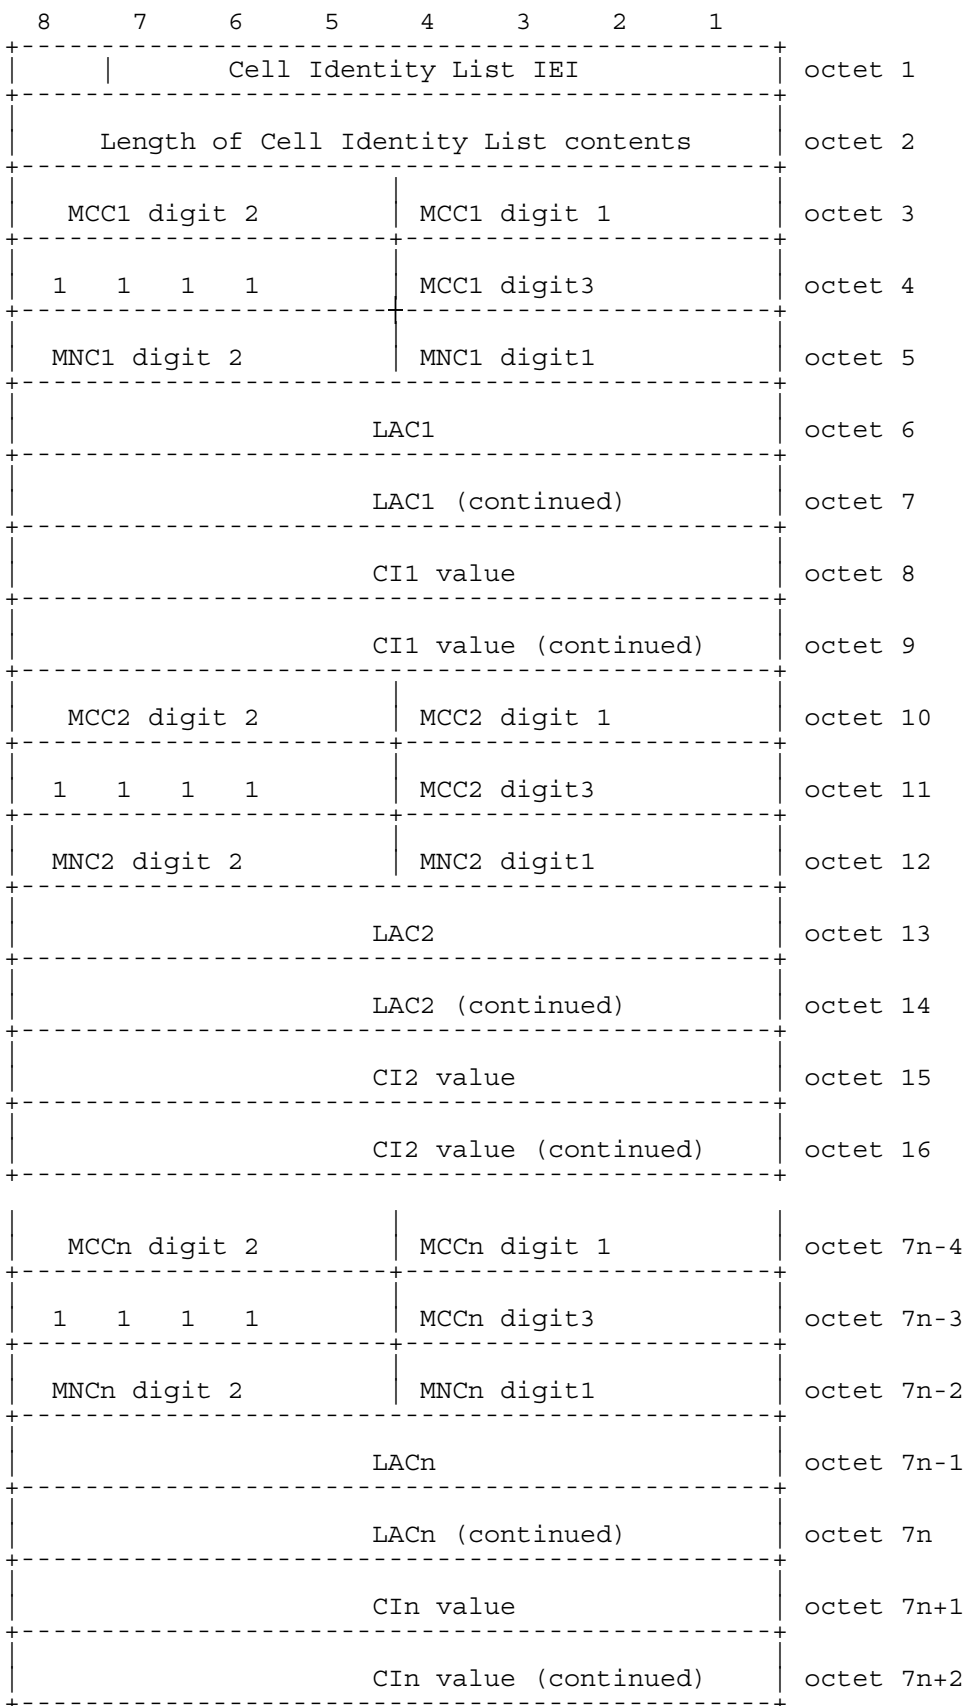 8 7 6 5 4 3 2 1
Cell Identity List IEI octet 1
Length of Cell Identity List contents octet 2
MCC1 digit 2 MCC1 digit 1 octet 3
1 1 1 1 MCC1 digit3 octet 4
MNC1 digit 2 MNC1 digit1 octet 5
LAC1 octet 6
LAC1 (continued) octet 7
CI1 value octet 8
CI1 value (continued) octet 9
MCC2 digit 2 MCC2 digit 1 octet 10
1 1 1 1 MCC2 digit3 octet 11
MNC2 digit 2 MNC2 digit1 octet 12
LAC2 octet 13
LAC2 (continued) octet 14
CI2 value octet 15
CI2 value (continued) octet 16
MCCn digit 2 MCCn digit 1 octet 7n-4
1 1 1 1 MCCn digit3 octet 7n-3
MNCn digit 2 MNCn digit1 octet 7n-2
LACn octet 7n-1
LACn (continued) octet 7n
CIn value octet 7n+1
CIn value (continued) octet 7n+2